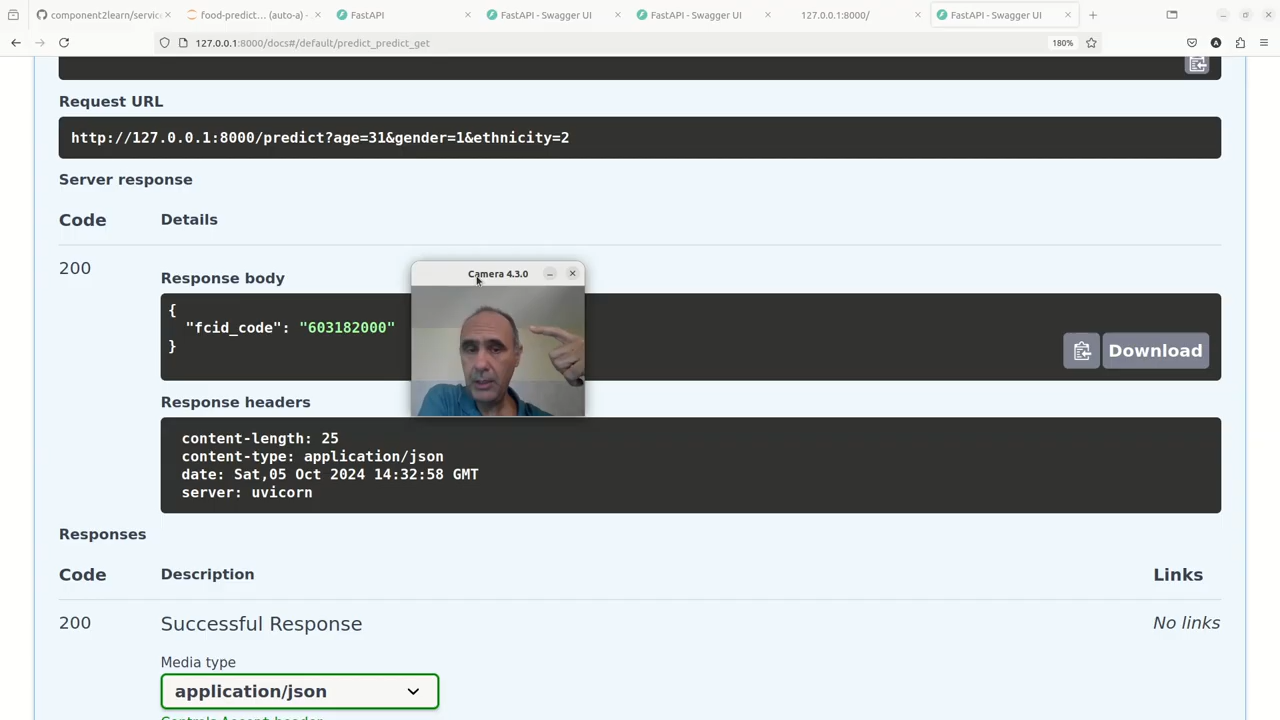 component2learn/servic
food-predict… (auto-a) -
FastAPI
FastAPI - Swagger UI
FastAPI - Swagger UI
127.0.0.1:8000/
FastAPI - Swagger UI
127.0.0.1:8000/docs#/default/predict_predict_get
180%
Request URL
http://127.0.0.1:8000/predict?age=31&gender=1&ethnicity=2
Server response
Code Details
200
Response body
{
"fcid_code": "603182000"
}
Download
Camera 4.3.0
Response headers
content-length: 25
content-type: application/json
date: Sat,05 Oct 2024 14:32:58 GMT
server: uvicorn
Responses
Code Description Links
200 Successful Response No links
Media type
application/json
Controls Accept header